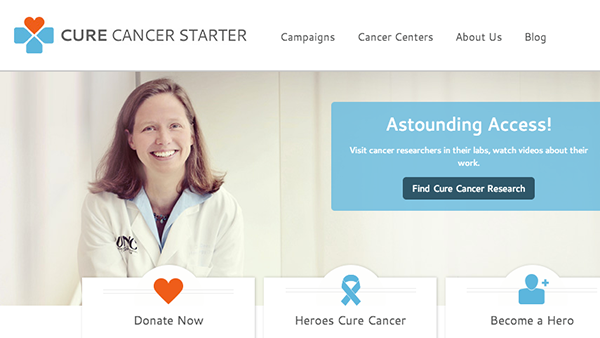 CURE CANCER STARTER
Campaigns
Cancer Centers
About Us
Blog
Astounding Access!
Visit cancer researchers in their labs, watch videos about their
work.
Find Cure Cancer Research
UNC
Donate Now
Heroes Cure Cancer
Become a Hero